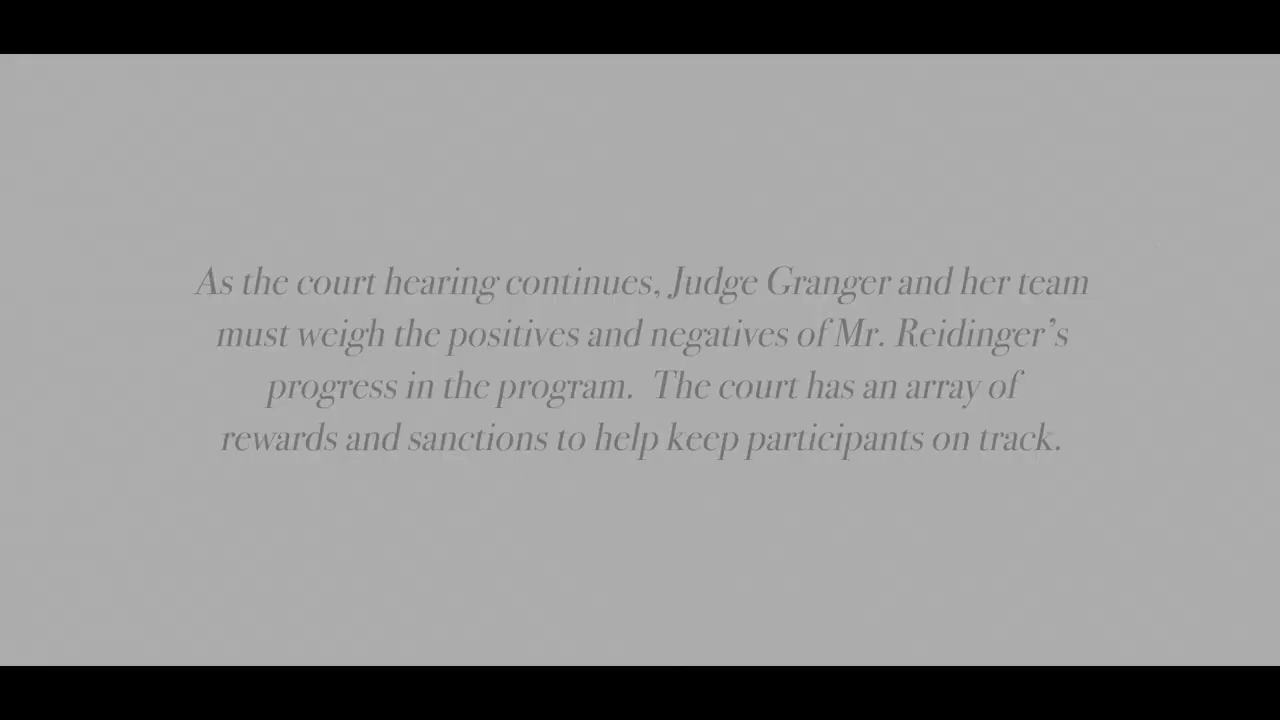 As the court hearing continues, Judge Granger and her team
must weigh the positives and negatives of Mr. Reidinger’s
progress in the program.  The court has an array of
rewards and sanctions to help keep participants on track.